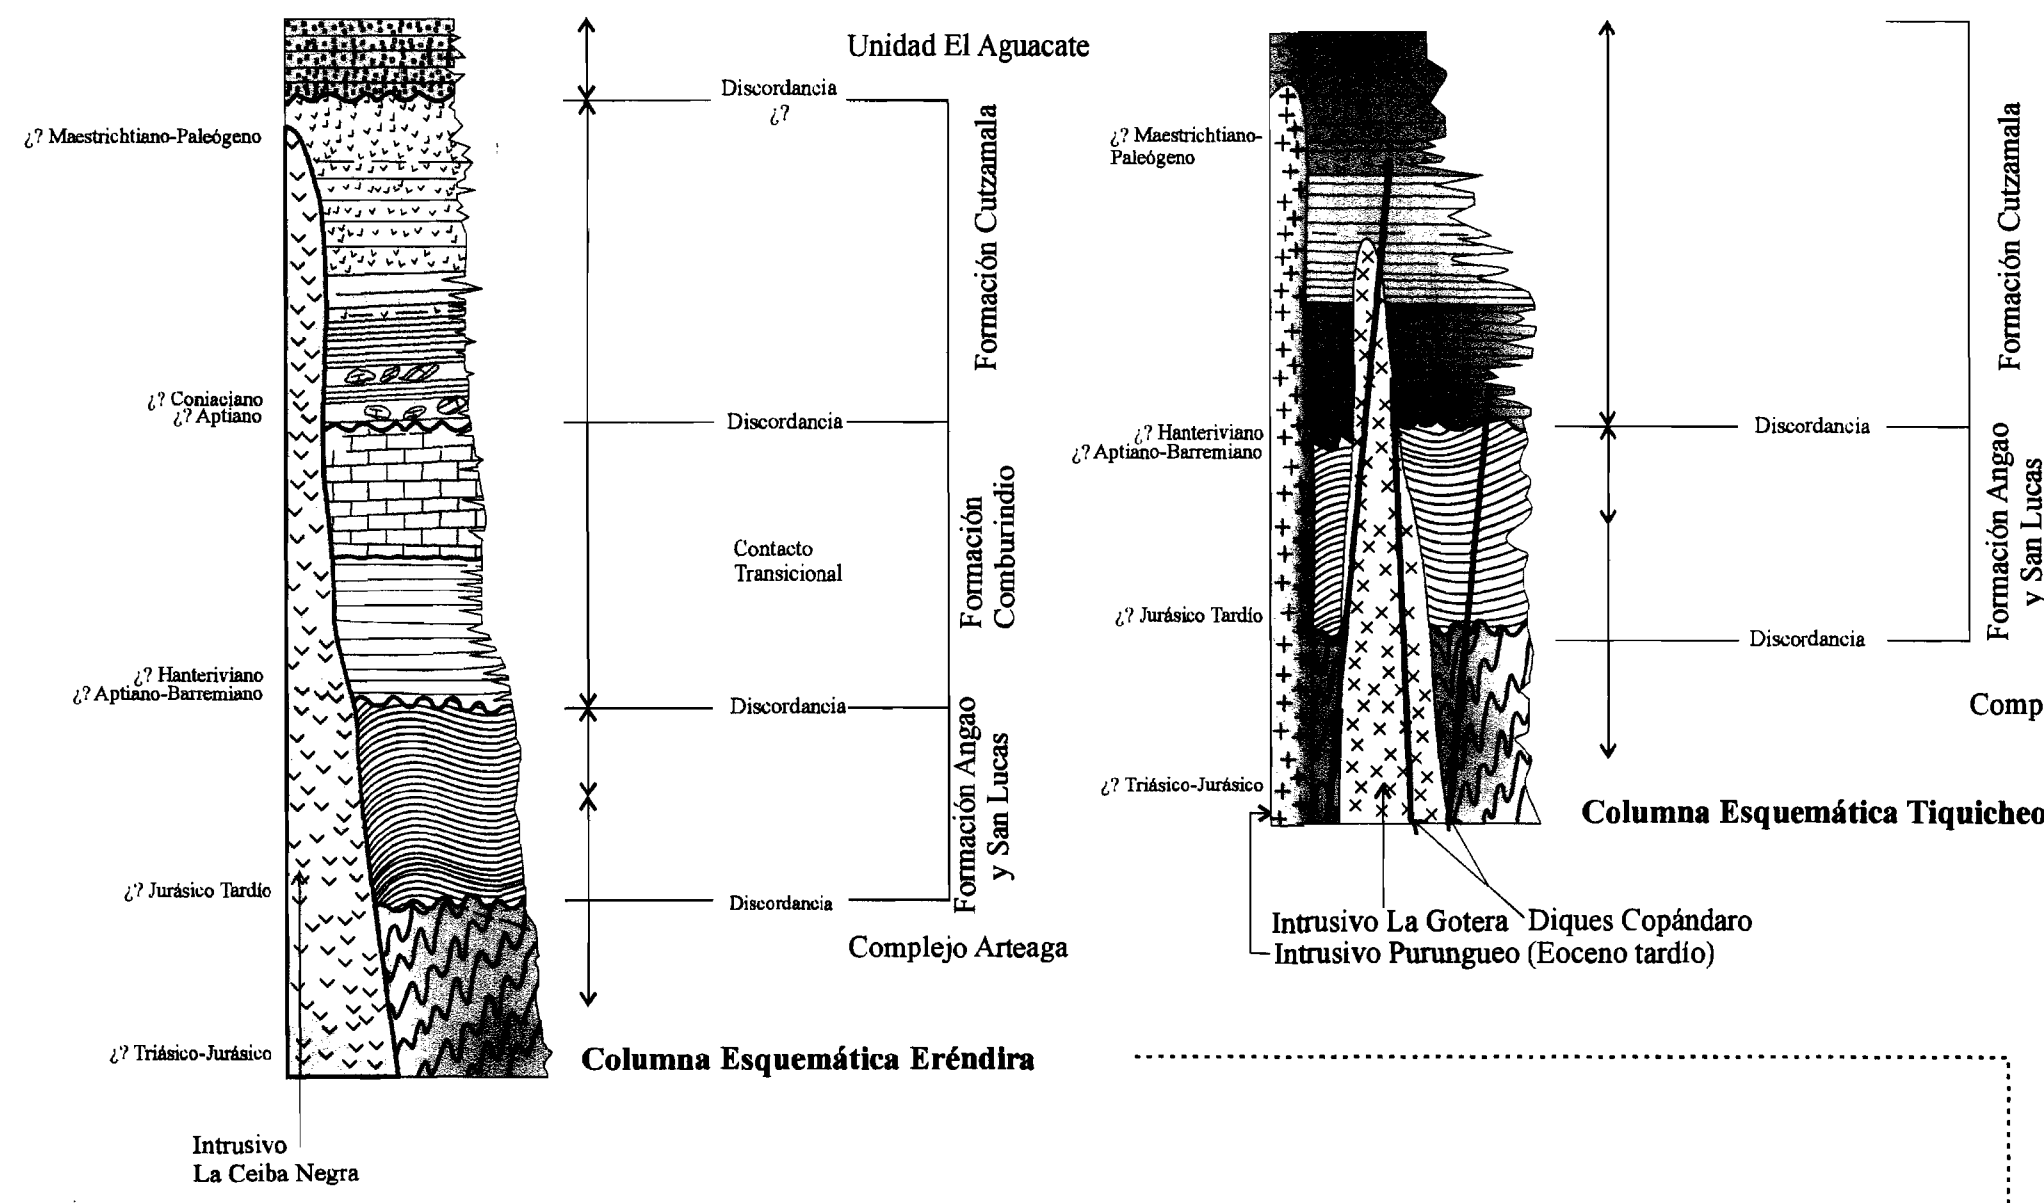 Unidad El Aguacate
Discordancia
¿?
¿? Maestrichtiano-Paleógeno
Formación Cutzamala
¿? Coniaciano
¿? Aptiano
Discordancia
Contacto
Transicional
Formación
Comburindio
¿? Hanteriviano
¿? Aptiano-Barremiano
Discordancia
Formación Angao
y San Lucas
¿? Jurásico Tardío
Discordancia
Complejo Arteaga
¿? Triásico-Jurásico
Columna Esquemática Eréndira
Intrusivo
La Ceiba Negra
¿? Maestrichtiano-
Paleógeno
Formación Cutzamala
¿? Hanteriviano
¿? Aptiano-Barremiano
Discordancia
Formación Angao
y San Lucas
¿? Jurásico Tardío
Discordancia
Comp
¿? Triásico-Jurásico
Columna Esquemática Tiquicheo
Intrusivo La Gotera
Diques Copándaro
Intrusivo Purungueo (Eoceno tardío)